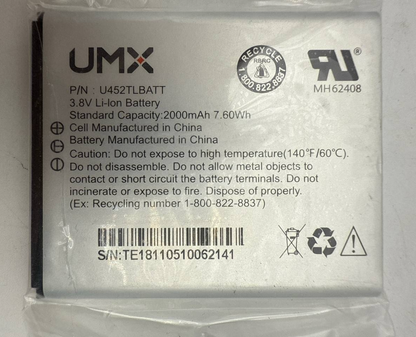 UMX
RECYCLE
RBRC
Li-ion
1.800.822.8837
MH62408
P/N : U452TLBATT
3.8V Li-Ion Battery
Standard Capacity:2000mAh 7.60Wh
Cell Manufactured in China
Battery Manufactured in China
Caution: Do not expose to high temperature(140°F/60℃).
Do not disassemble. Do not allow metal objects to
contact or short circuit the battery terminals. Do not
incinerate or expose to fire. Dispose of properly.
(Ex: Recycling number 1-800-822-8837)
S/N:TE18110510062141